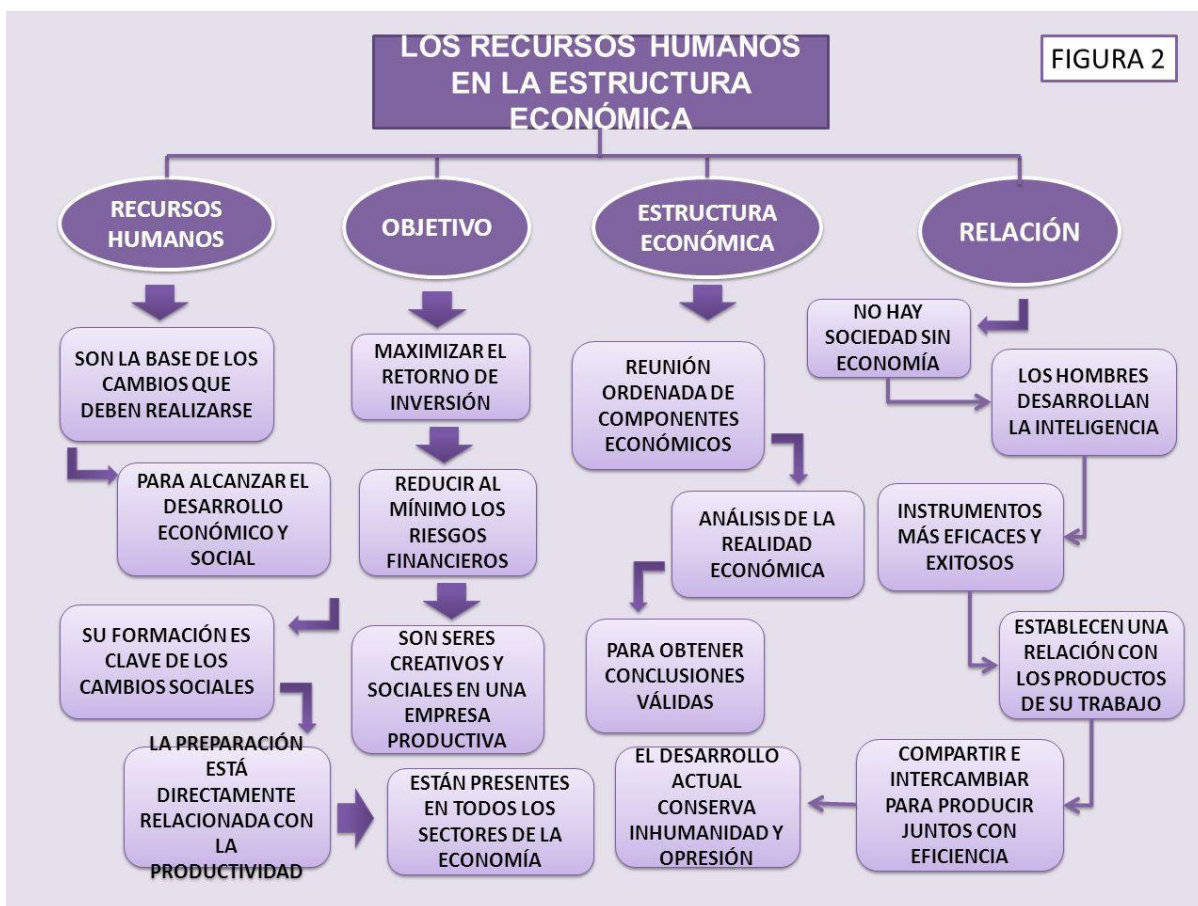 LOS RECURSOS HUMANOS
EN LA ESTRUCTURA
ECONÓMICA
FIGURA 2
RECURSOS
HUMANOS
OBJETIVO
ESTRUCTURA
ECONÓMICA
RELACIÓN
SON LA BASE DE LOS
CAMBIOS QUE
DEBEN REALIZARSE
PARA ALCANZAR EL
DESARROLLO
ECONÓMICO Y
SOCIAL
SU FORMACIÓN ES
CLAVE DE LOS
CAMBIOS SOCIALES
LA PREPARACIÓN
ESTÁ
DIRECTAMENTE
RELACIONADA CON
LA
PRODUCTIVIDAD
ESTÁN PRESENTES
EN TODOS LOS
SECTORES DE LA
ECONOMÍA
MAXIMIZAR EL
RETORNO DE
INVERSIÓN
REDUCIR AL
MÍNIMO LOS
RIESGOS
FINANCIEROS
SON SERES
CREATIVOS Y
SOCIALES EN UNA
EMPRESA
PRODUCTIVA
REUNIÓN
ORDENADA DE
COMPONENTES
ECONÓMICOS
ANÁLISIS DE LA
REALIDAD
ECONÓMICA
PARA OBTENER
CONCLUSIONES
VÁLIDAS
NO HAY
SOCIEDAD SIN
ECONOMÍA
LOS HOMBRES
DESARROLLAN
LA INTELIGENCIA
INSTRUMENTOS
MÁS EFICACES Y
EXITOSOS
ESTABLECEN UNA
RELACIÓN CON
LOS PRODUCTOS
DE SU TRABAJO
COMPARTIR E
INTERCAMBIAR
PARA PRODUCIR
JUNTOS CON
EFICIENCIA
EL DESARROLLO
ACTUAL
CONSERVA
INHUMANIDAD Y
OPRESIÓN